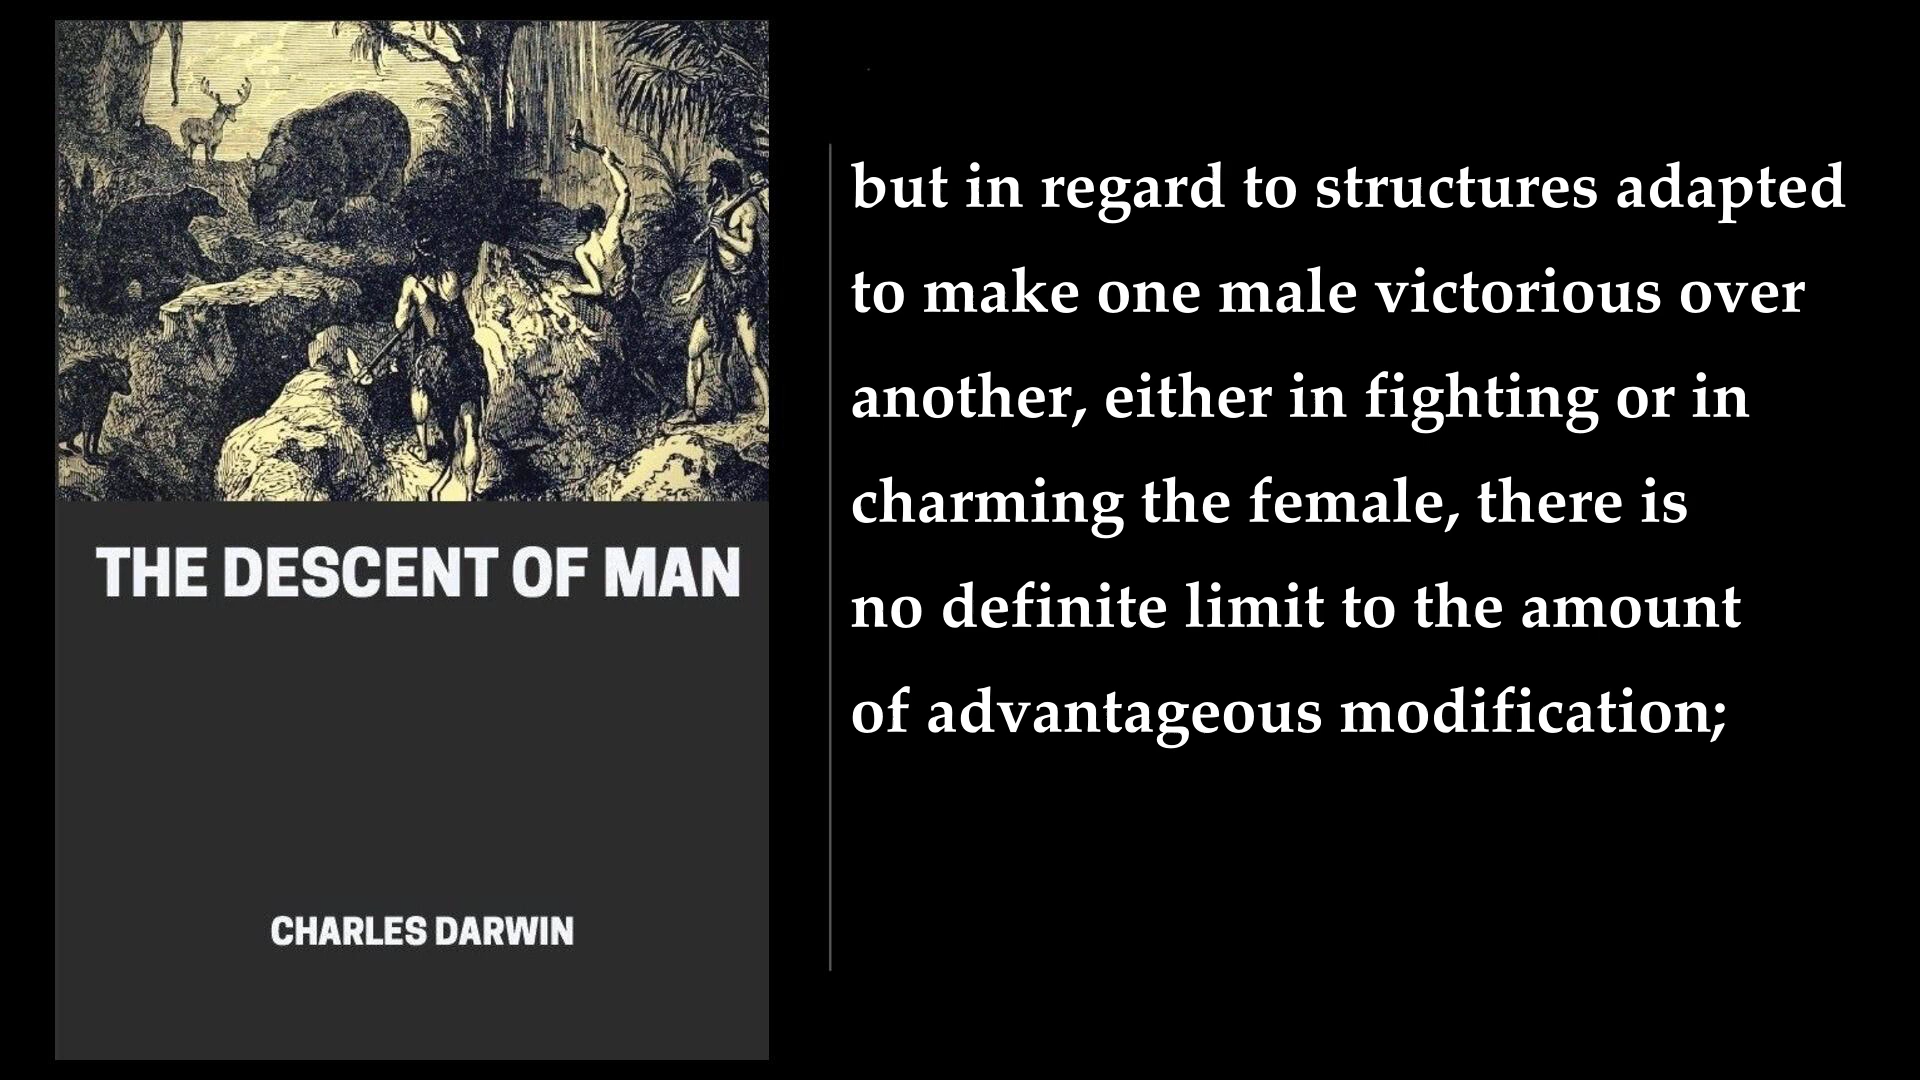 THE DESCENT OF MAN
CHARLES DARWIN
but in regard to structures adapted
to make one male victorious over
another, either in fighting or in
charming the female, there is
no definite limit to the amount
of advantageous modification;